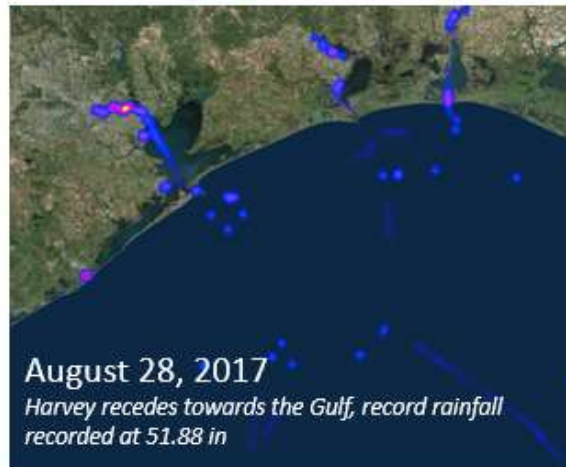 August 28, 2017
Harvey recedes towards the Gulf, record rainfall
recorded at 51.88 in